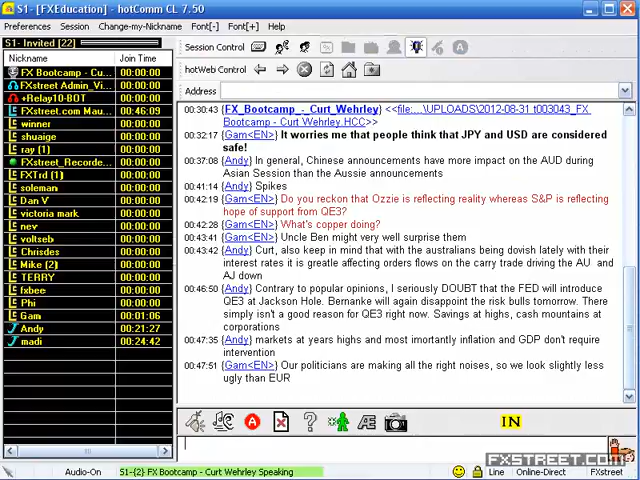 S1- [FXEducation] - hotComm CL 7.50
Preferences Session Change-my-Nickname Font[-] Font[+] Help
S1- Invited [22]
Nickname Join Time
FX Bootcamp - Cu... 00:00:00
FXstreet Admin_Vi... 00:00:00
+Relay10-BOT 00:00:00
FXstreet.com Mau... 00:46:09
winner 00:00:00
shuaige 00:00:00
ray (1) 00:00:00
FXstreet_Recorde... 00:00:00
FXTrd (1) 00:00:00
soleman 00:00:00
Dan V 00:00:00
victoria mark 00:00:00
nev 00:00:00
voltseb 00:00:00
Chrisdes 00:00:00
Mike (2) 00:00:00
TERRY 00:00:00
fxbee 00:00:00
Phi 00:00:00
Gam 00:01:06
Andy 00:21:27
madi 00:24:42
Session Control
hotWeb Control
Address
00:30:43 {FX_Bootcamp_-_Curt_Wehrley} <<file:...\UPLOADS\2012-08-31 t003043_FX
Bootcamp - Curt Wehrley.HCC>>
00:32:17 {Gam<EN>} It worries me that people think that JPY and USD are considered
safe!
00:37:08 {Andy} In general, Chinese announcements have more impact on the AUD during
Asian Session than the Aussie announcements
00:41:14 {Andy} Spikes
00:42:19 {Gam<EN>} Do you reckon that Ozzie is reflecting reality whereas S&P is reflecting
hope of support from QE3?
00:42:28 {Gam<EN>} What's copper doing?
00:43:41 {Gam<EN>} Uncle Ben might very well surprise them
00:43:42 {Andy} Curt, also keep in mind that with the australians being dovish lately with their
interest rates it is greatle affecting orders flows on the carry trade driving the AU and
AJ down
00:46:50 {Andy} Contrary to popular opinions, I seriously DOUBT that the FED will introduce
QE3 at Jackson Hole. Bernanke will again disappoint the risk bulls tomorrow. There
simply isn't a good reason for QE3 right now. Savings at highs, cash mountains at
corporations
00:47:35 {Andy} markets at years highs and most imortantly inflation and GDP don't require
intervention
00:47:51 {Gam<EN>} Our politicians are making all the right noises, so we look slightly less
ugly than EUR
IN
FXSTREET.COM
Audio-On S1-{2} FX Bootcamp - Curt Wehrley Speaking Line Online-Direct FXstreet